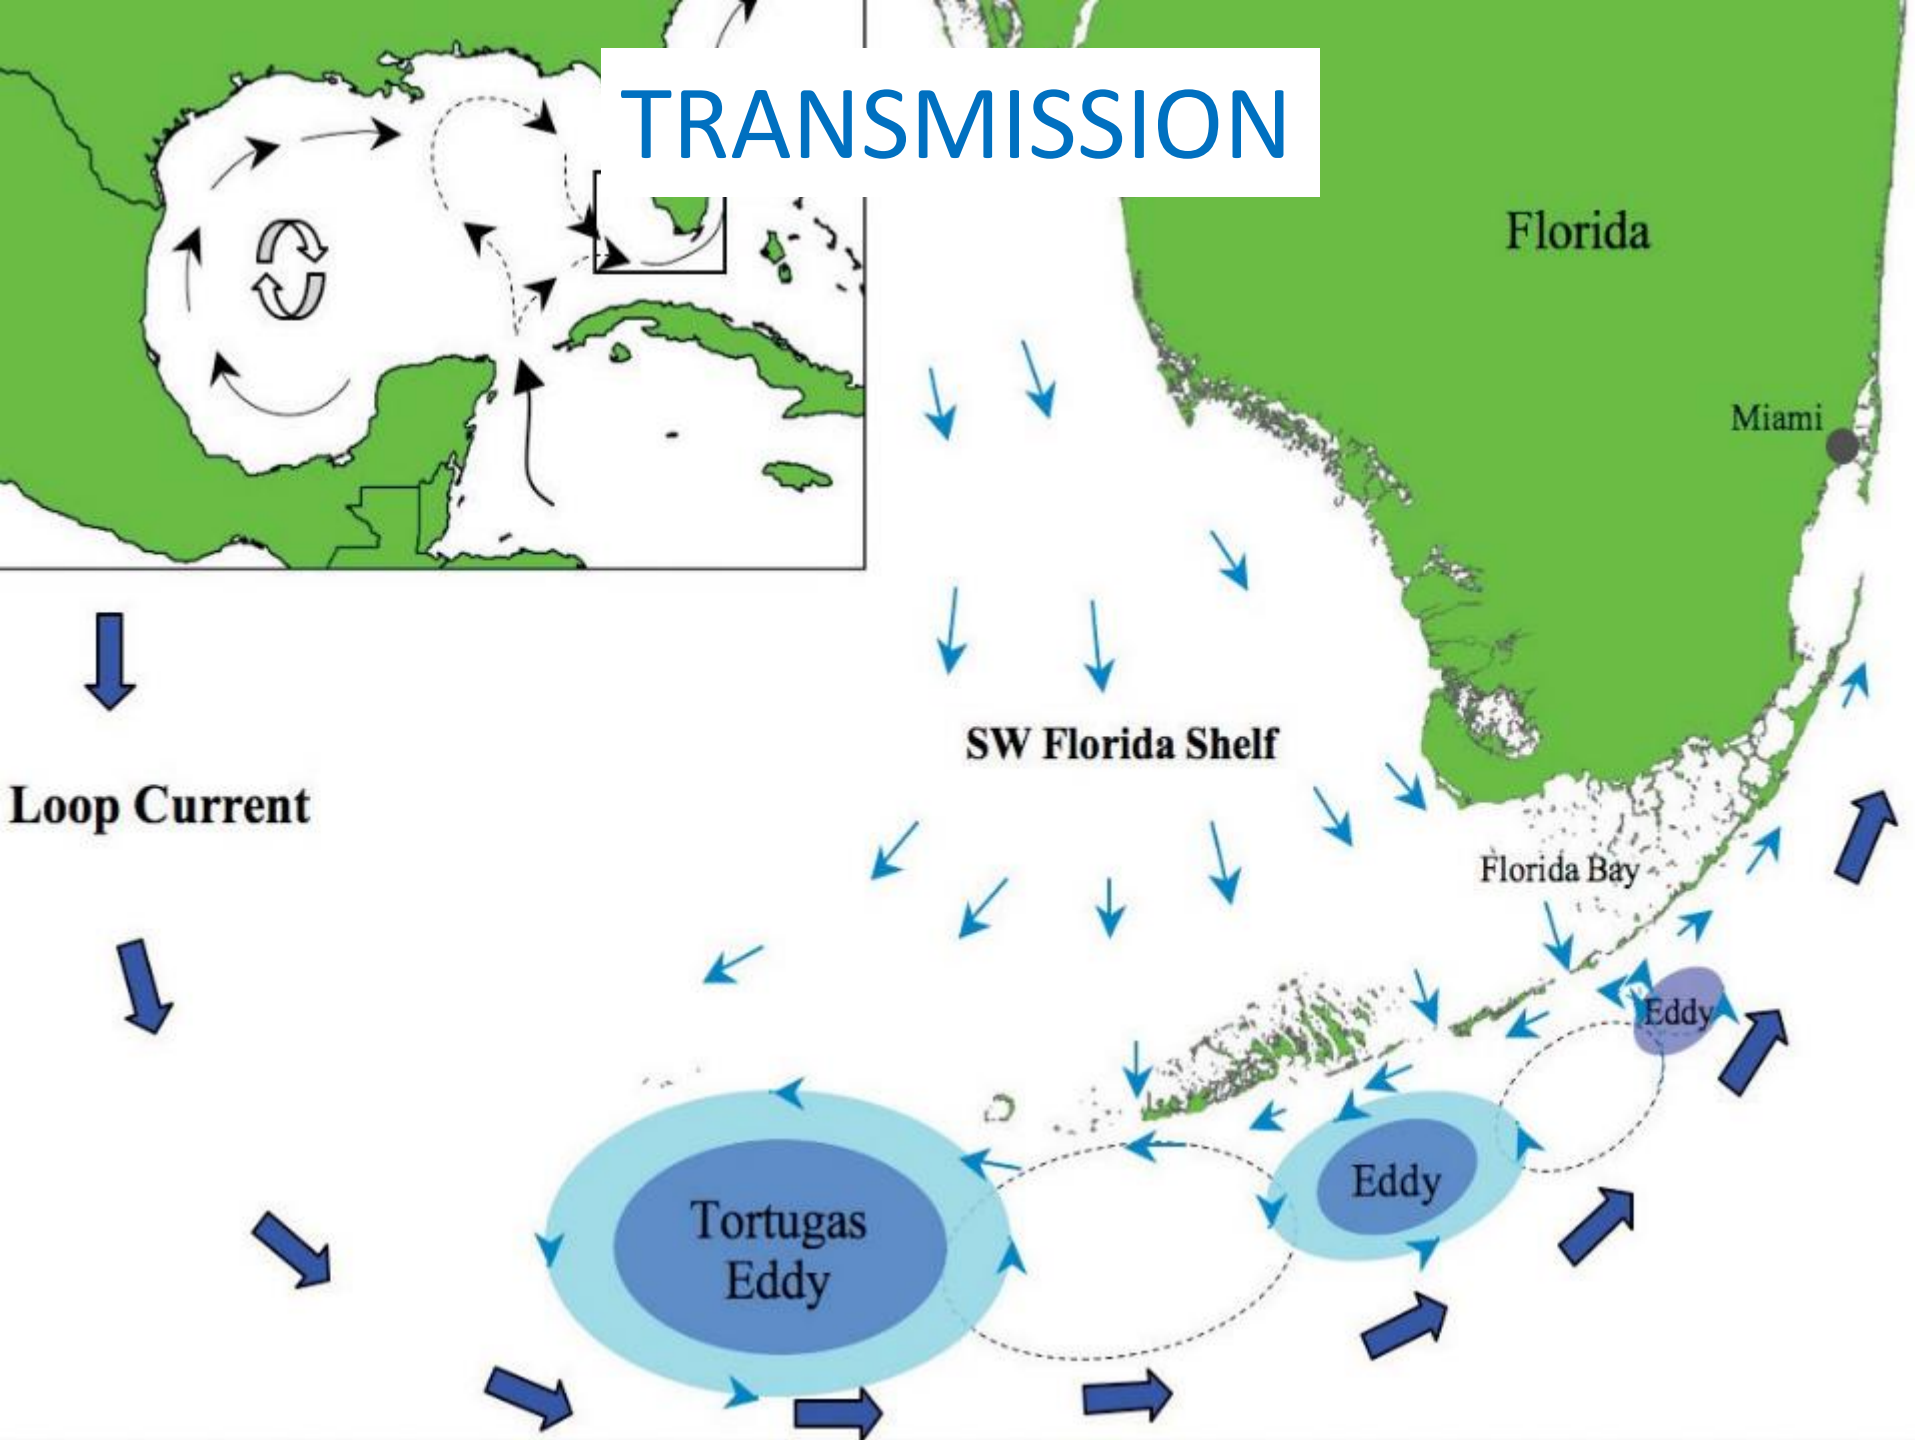 TRANSMISSION
Florida
Miami
SW Florida Shelf
Loop Current
Florida Bay
Eddy
Eddy
Tortugas
Eddy